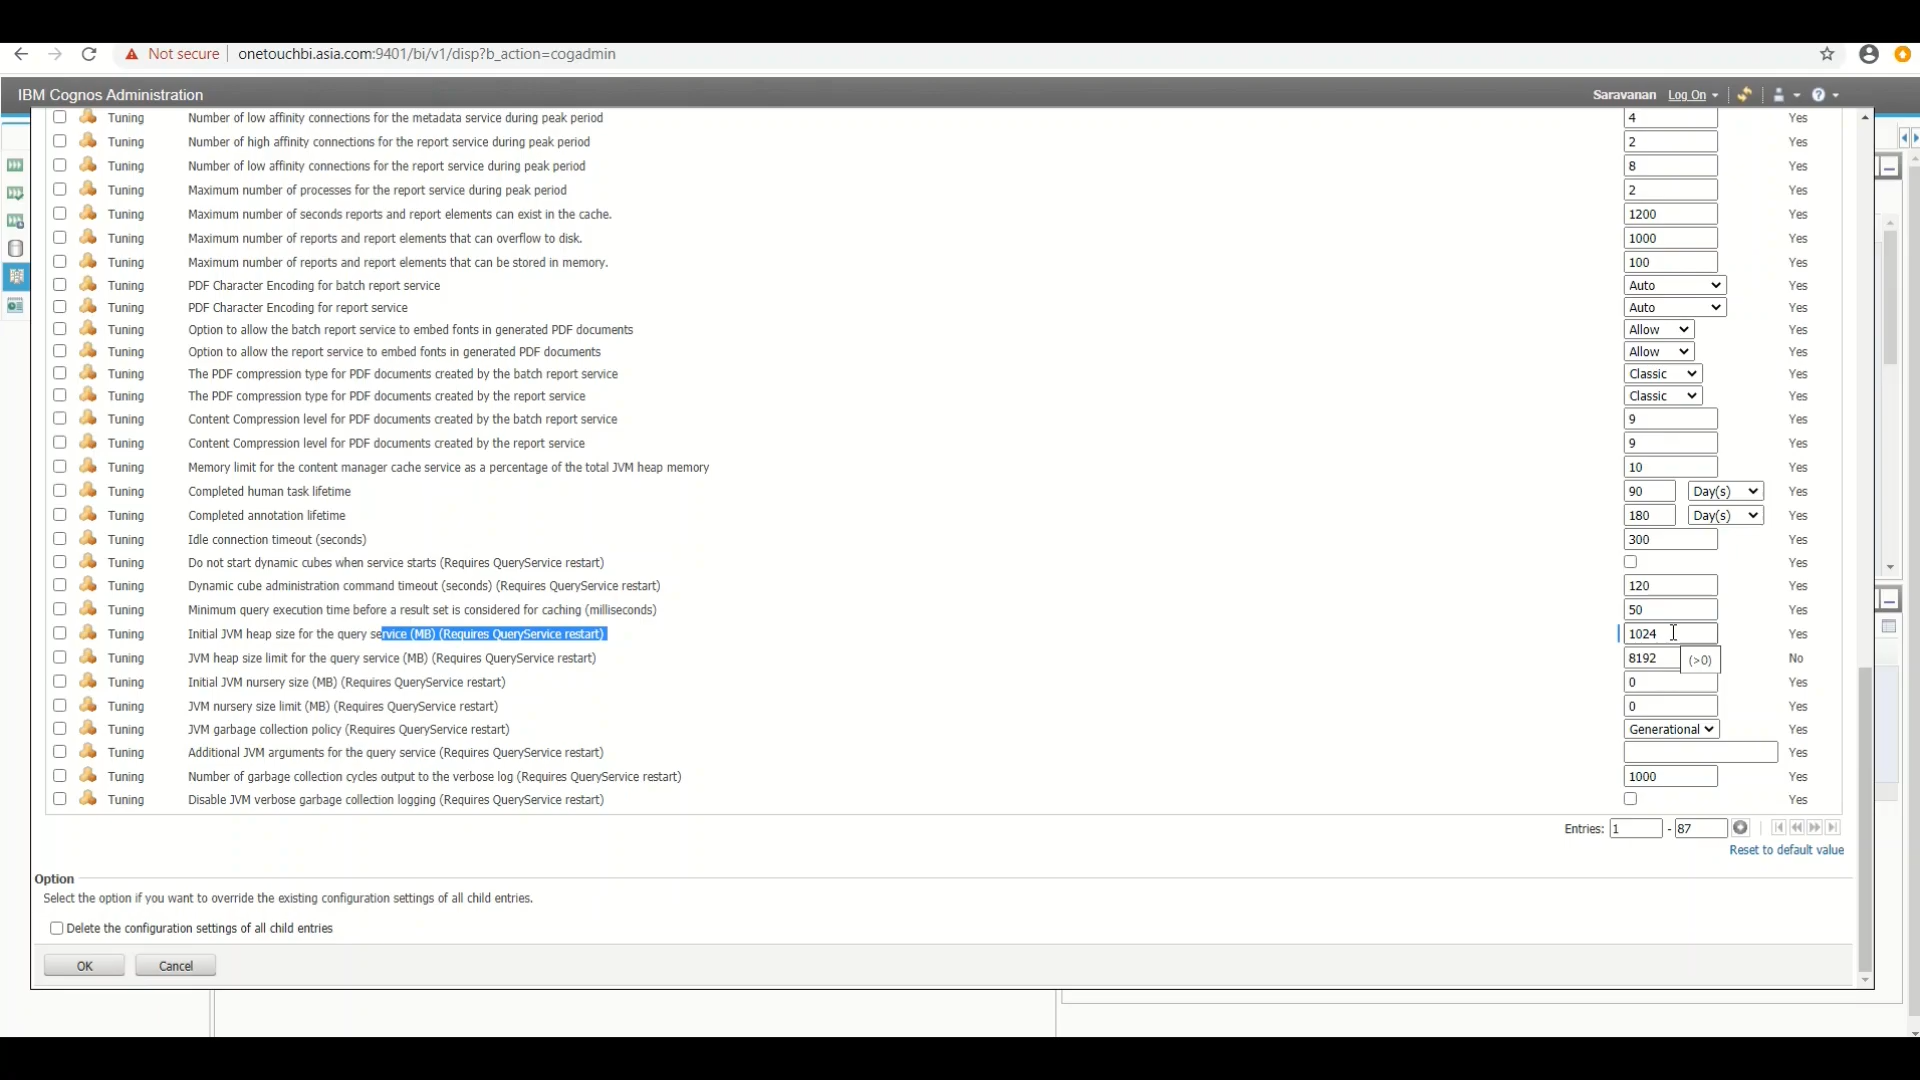 Not secure onetouchbi.asia.com:9401/bi/v1/disp?b_action=cogadmin
IBM Cognos Administration Saravanan Log On
Tuning Number of low affinity connections for the metadata service during peak period 4 Yes
Tuning Number of high affinity connections for the report service during peak period 2 Yes
Tuning Number of low affinity connections for the report service during peak period 8 Yes
Tuning Maximum number of processes for the report service during peak period 2 Yes
Tuning Maximum number of seconds reports and report elements can exist in the cache. 1200 Yes
Tuning Maximum number of reports and report elements that can overflow to disk. 1000 Yes
Tuning Maximum number of reports and report elements that can be stored in memory. 100 Yes
Tuning PDF Character Encoding for batch report service Auto Yes
Tuning PDF Character Encoding for report service Auto Yes
Tuning Option to allow the batch report service to embed fonts in generated PDF documents Allow Yes
Tuning Option to allow the report service to embed fonts in generated PDF documents Allow Yes
Tuning The PDF compression type for PDF documents created by the batch report service Classic Yes
Tuning The PDF compression type for PDF documents created by the report service Classic Yes
Tuning Content Compression level for PDF documents created by the batch report service 9 Yes
Tuning Content Compression level for PDF documents created by the report service 9 Yes
Tuning Memory limit for the content manager cache service as a percentage of the total JVM heap memory 10 Yes
Tuning Completed human task lifetime 90 Day(s) Yes
Tuning Completed annotation lifetime 180 Day(s) Yes
Tuning Idle connection timeout (seconds) 300 Yes
Tuning Do not start dynamic cubes when service starts (Requires QueryService restart) Yes
Tuning Dynamic cube administration command timeout (seconds) (Requires QueryService restart) 120 Yes
Tuning Minimum query execution time before a result set is considered for caching (milliseconds) 50 Yes
Tuning Initial JVM heap size for the query service (MB) (Requires QueryService restart) 1024 Yes
Tuning JVM heap size limit for the query service (MB) (Requires QueryService restart) 8192 (>0) No
Tuning Initial JVM nursery size (MB) (Requires QueryService restart) 0 Yes
Tuning JVM nursery size limit (MB) (Requires QueryService restart) 0 Yes
Tuning JVM garbage collection policy (Requires QueryService restart) Generational Yes
Tuning Additional JVM arguments for the query service (Requires QueryService restart) Yes
Tuning Number of garbage collection cycles output to the verbose log (Requires QueryService restart) 1000 Yes
Tuning Disable JVM verbose garbage collection logging (Requires QueryService restart) Yes
Entries: 1 - 87
Reset to default value
Option
Select the option if you want to override the existing configuration settings of all child entries.
Delete the configuration settings of all child entries
OK Cancel